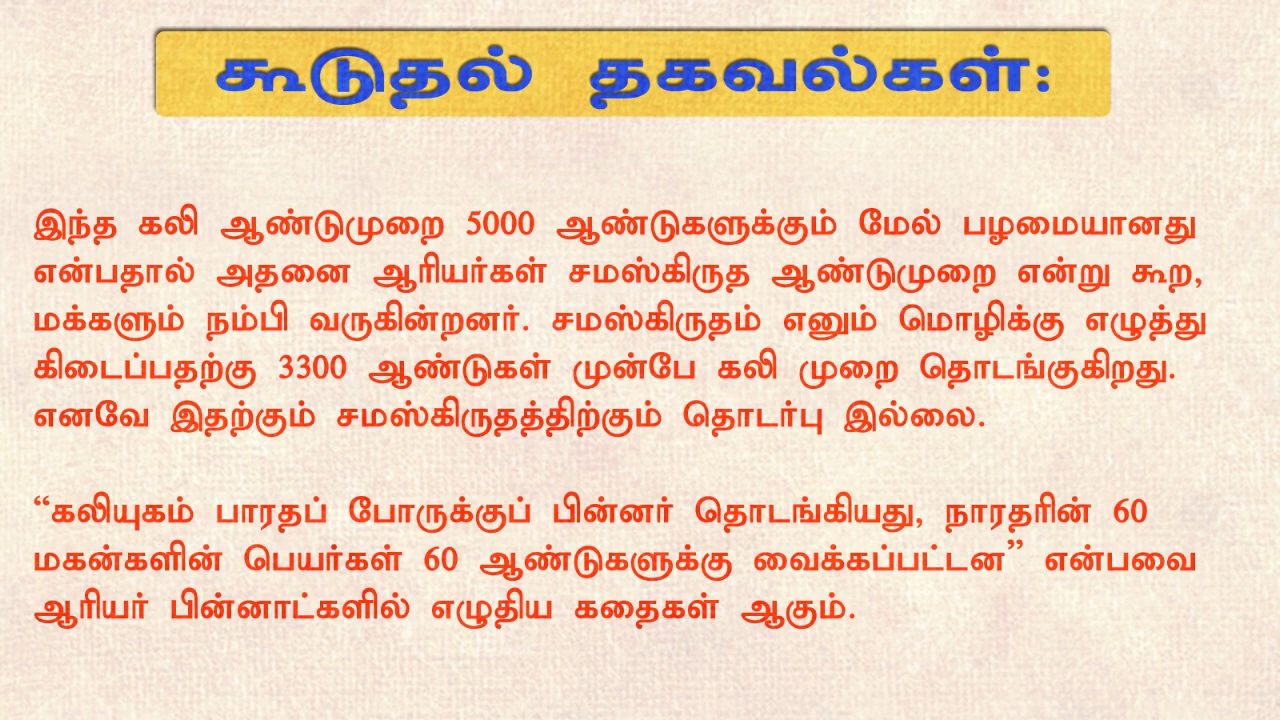 கூடுதல் தகவல்கள்:
இந்த கலி ஆண்டுமுறை 5000 ஆண்டுகளுக்கும் மேல் பழமையானது
என்பதால் அதனை ஆரியர்கள் சமஸ்கிருத ஆண்டுமுறை என்று கூற,
மக்களும் நம்பி வருகின்றனர். சமஸ்கிருதம் எனும் மொழிக்கு எழுத்து
கிடைப்பதற்கு 3300 ஆண்டுகள் முன்பே கலி முறை தொடங்குகிறது.
எனவே இதற்கும் சமஸ்கிருதத்திற்கும் தொடர்பு இல்லை.
“கலியுகம் பாரதப் போருக்குப் பின்னர் தொடங்கியது, நாரதரின் 60
மகன்களின் பெயர்கள் 60 ஆண்டுகளுக்கு வைக்கப்பட்டன” என்பவை
ஆரியர் பின்னாட்களில் எழுதிய கதைகள் ஆகும்.